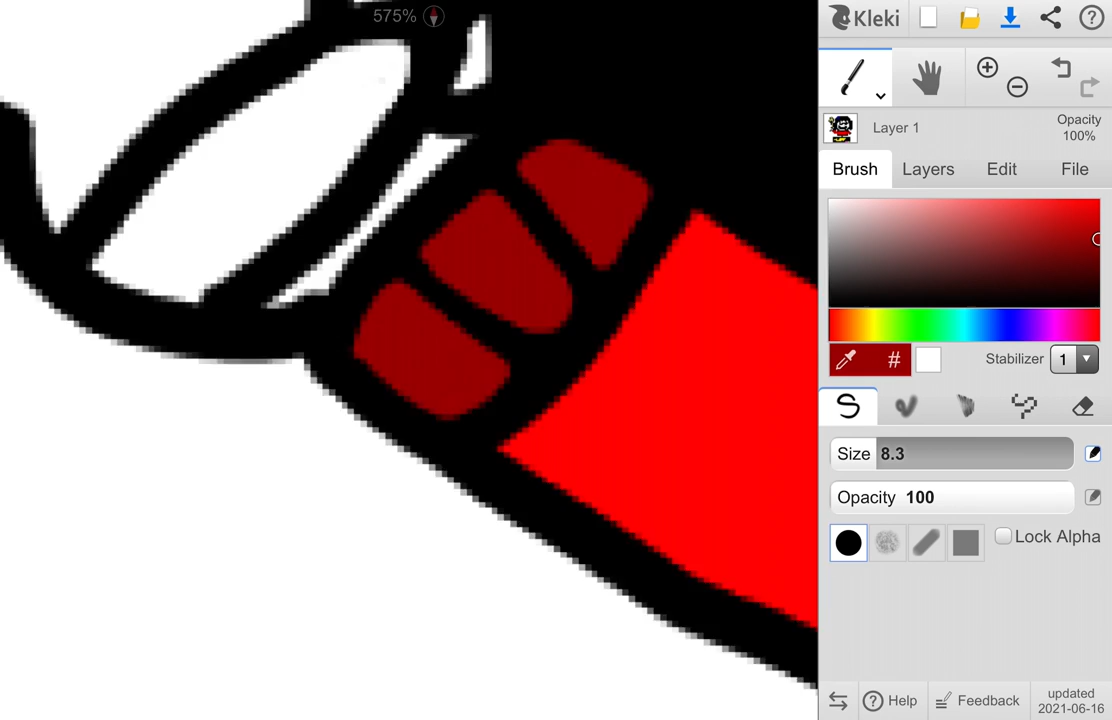 575%
Kleki
Layer 1
Opacity
100%
Brush
Layers
Edit
File
#
Stabilizer
1
Size 8.3
Opacity 100
Lock Alpha
Help
Feedback
updated
2021-06-16